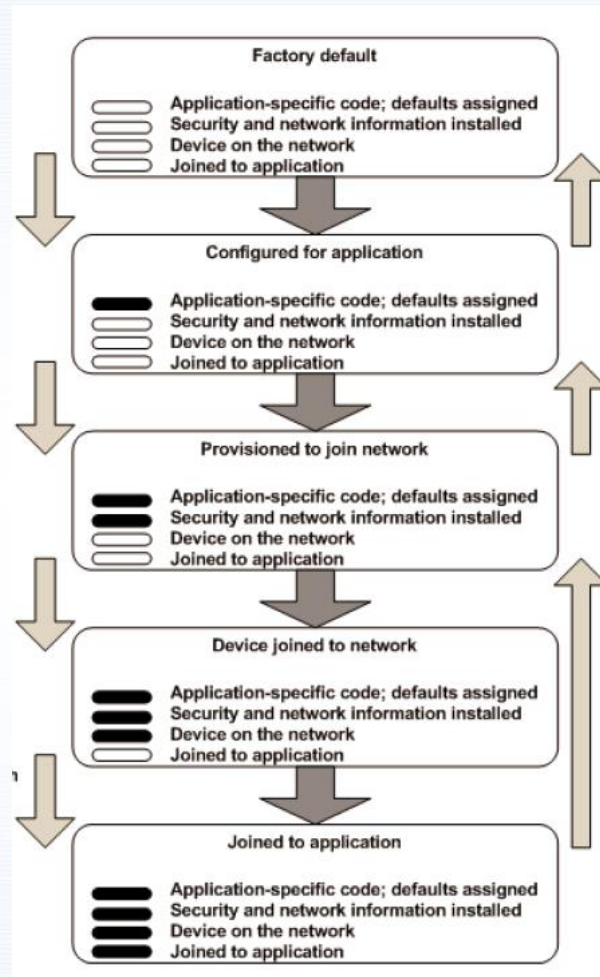 Factory default
Application-specific code; defaults assigned
Security and network information installed
Device on the network
Joined to application
Configured for application
Application-specific code; defaults assigned
Security and network information installed
Device on the network
Joined to application
Provisioned to join network
Application-specific code; defaults assigned
Security and network information installed
Device on the network
Joined to application
Device joined to network
Application-specific code; defaults assigned
Security and network information installed
Device on the network
Joined to application
Joined to application
Application-specific code; defaults assigned
Security and network information installed
Device on the network
Joined to application